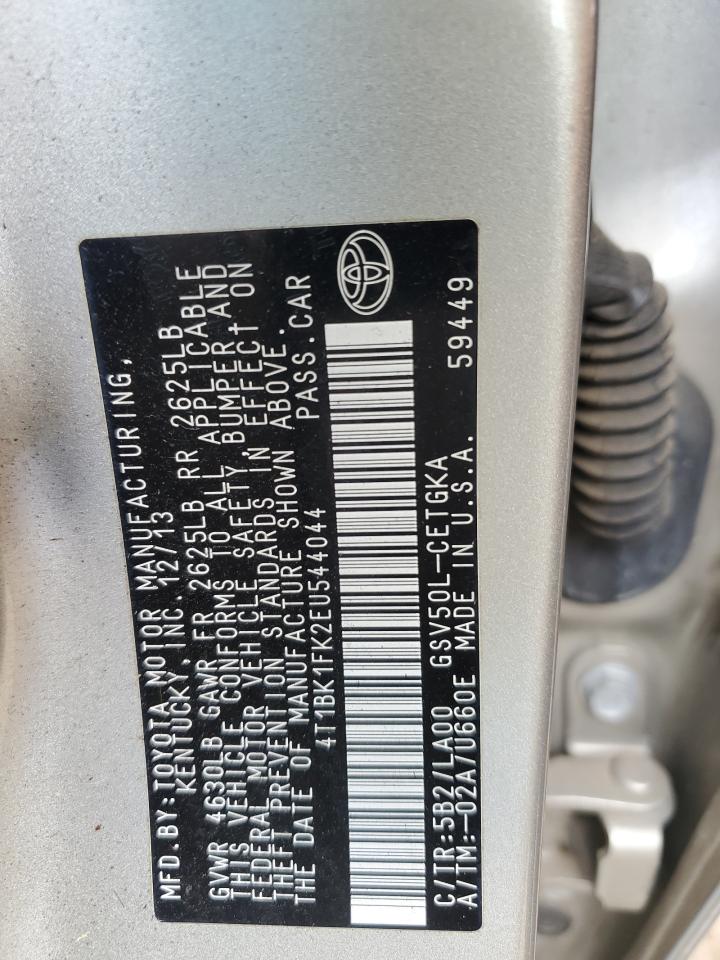 MFD.BY:TOYOTA MOTOR MANUFACTURING,
KENTUCKY,INC. 12/13
GVWR 4630LB GAWR FR 2625LB RR 2625LB
THIS VEHICLE CONFORMS TO ALL APPLICABLE
FEDERAL MOTOR VEHICLE SAFETY,BUMPER,AND
THEFT PREVENTION STANDARDS IN EFFECT ON
THE DATE OF MANUFACTURE SHOWN ABOVE.
4T1BK1FK2EU544044 PASS.CAR
C/TR:5B2/LA00 GSV50L-CETGKA 59449
A/TM:-02A/U660E MADE IN U.S.A.